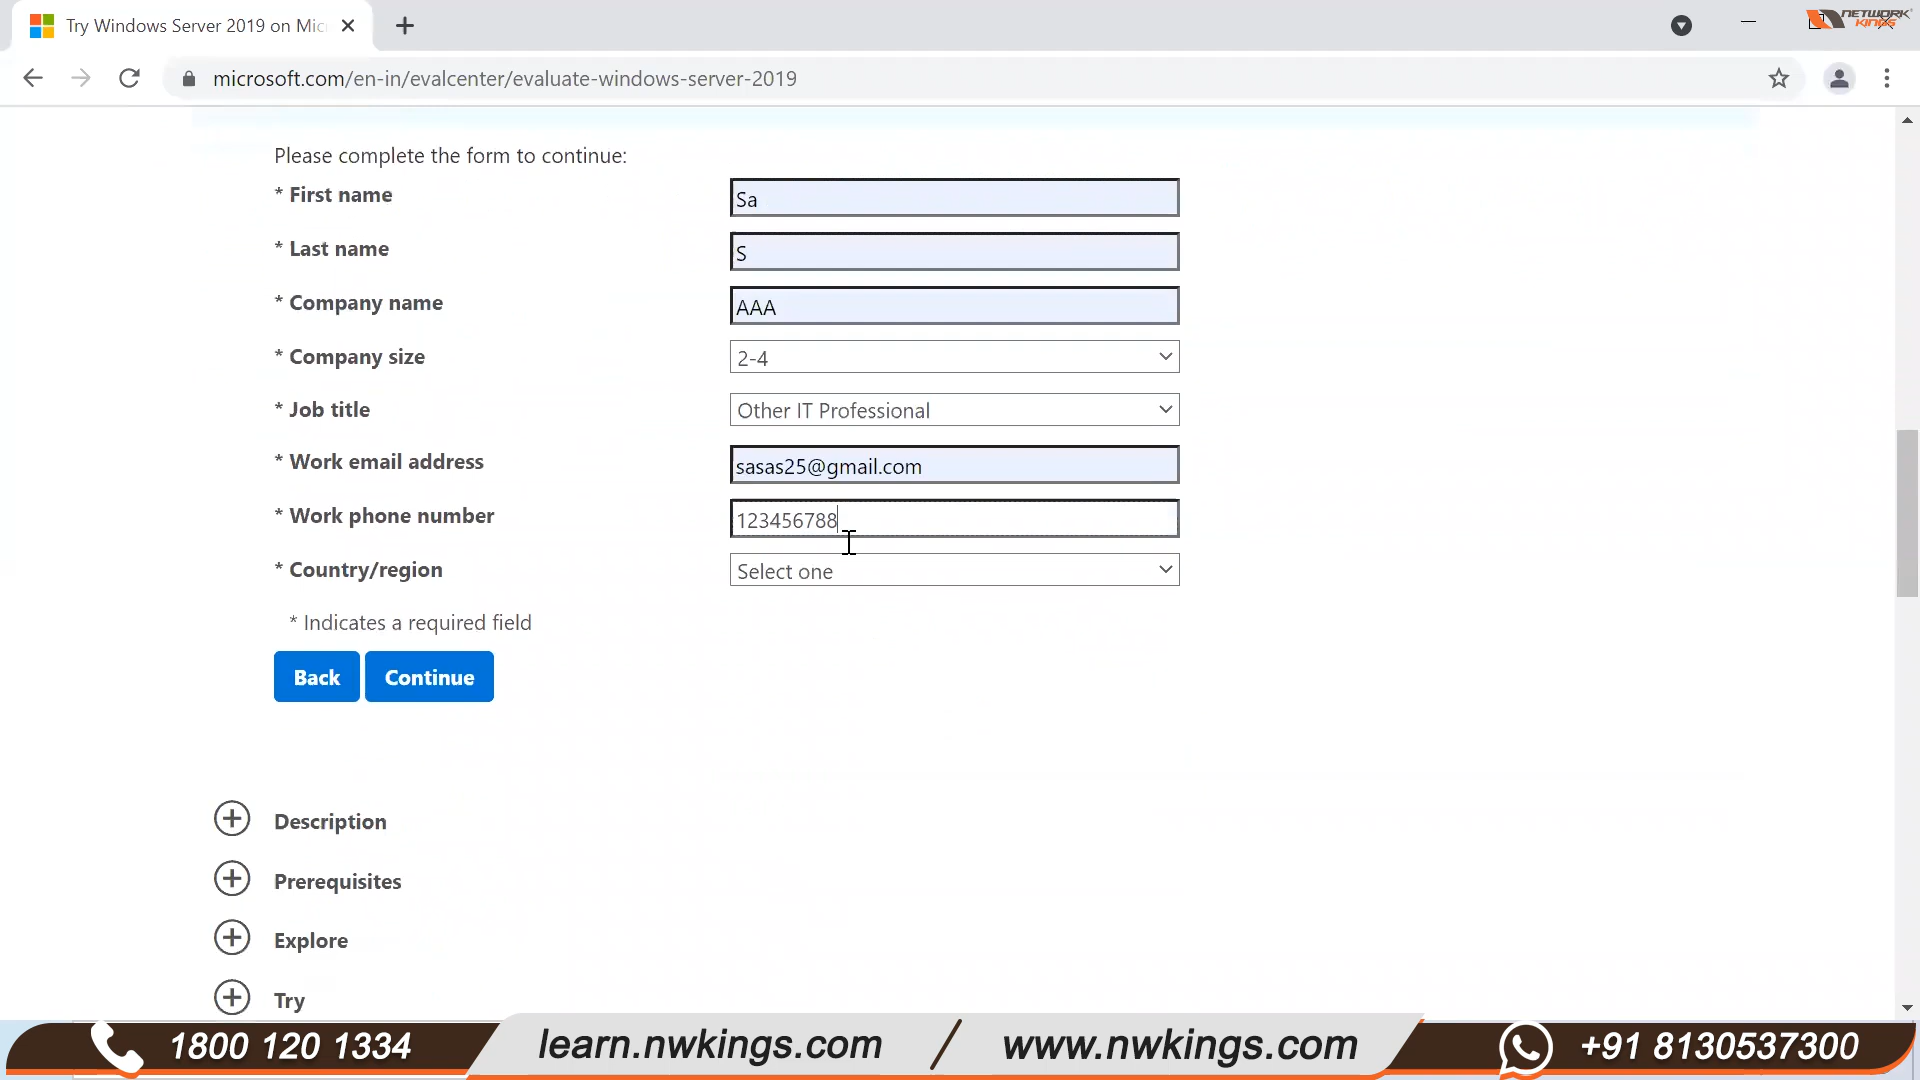 Try Windows Server 2019 on Mic
NETWORK
KINGS
microsoft.com/en-in/evalcenter/evaluate-windows-server-2019
Please complete the form to continue:
* First name
Sa
* Last name
S
* Company name
AAA
* Company size
2-4
* Job title
Other IT Professional
* Work email address
sasas25@gmail.com
* Work phone number
123456788
* Country/region
Select one
* Indicates a required field
Back
Continue
Description
Prerequisites
Explore
Try
1800 120 1334
learn.nwkings.com / www.nwkings.com
+91 8130537300